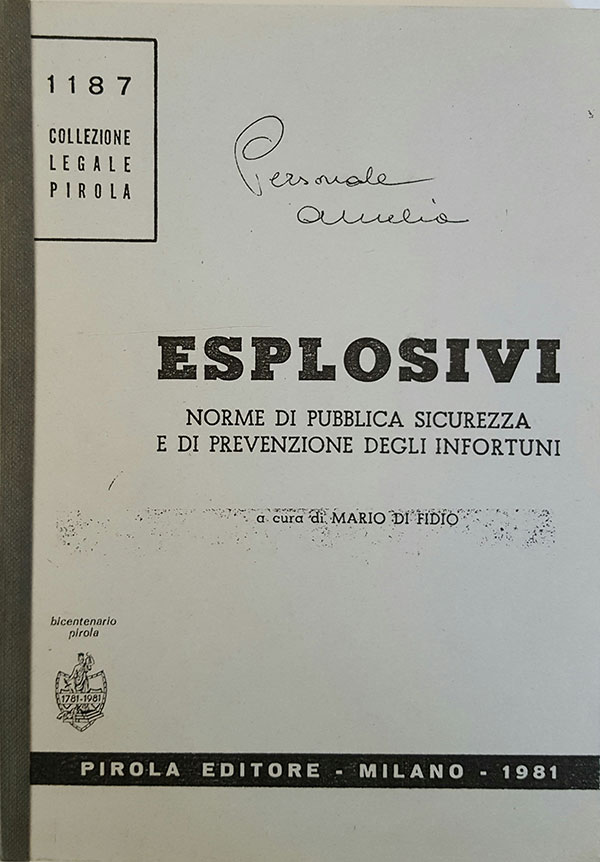 1187
COLLEZIONE
LEGALE
PIROLA
Personale
Amelia
ESPLOSIVI
NORME DI PUBBLICA SICUREZZA
E DI PREVENZIONE DEGLI INFORTUNI
a cura di MARIO DI FIDIO
bicentenario
pirola
1781-1981
PIROLA EDITORE - MILANO - 1981